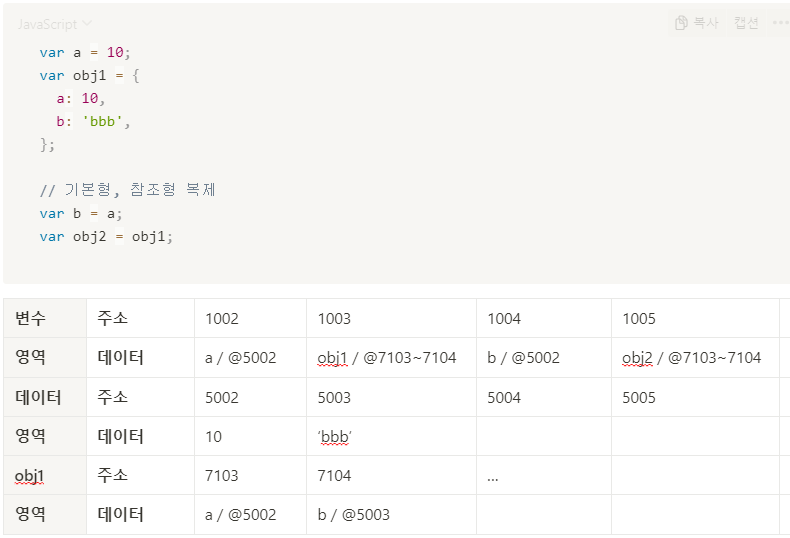 JavaScript 복사 캡션 •••
var a = 10;
var obj1 = {
  a: 10,
  b: 'bbb',
};
// 기본형, 참조형 복제
var b = a;
var obj2 = obj1;
변수 주소 1002 1003 1004 1005
영역 데이터 a / @5002 obj1 / @7103~7104 b / @5002 obj2 / @7103~7104
데이터 주소 5002 5003 5004 5005
영역 데이터 10 ‘bbb’
obj1 주소 7103 7104 ...
영역 데이터 a / @5002 b / @5003